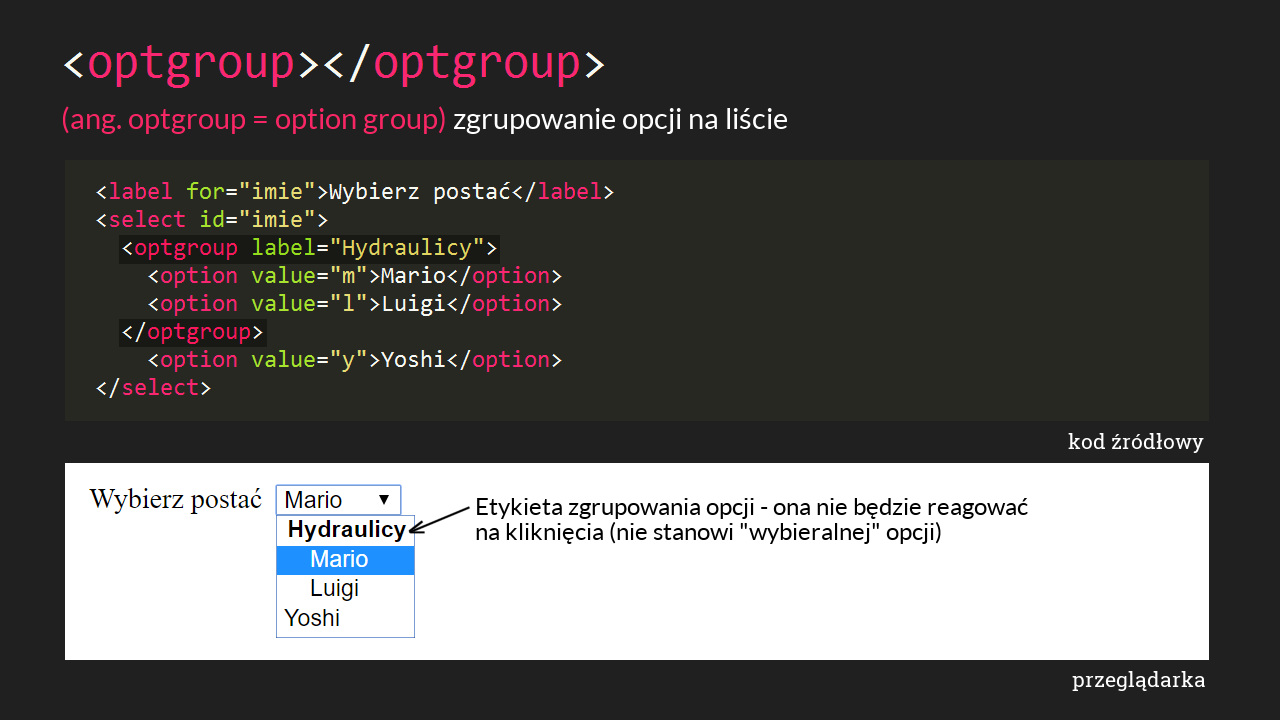 <optgroup></optgroup>
(ang. optgroup = option group) zgrupowanie opcji na liście
<label for="imie">Wybierz postać</label>
<select id="imie">
<optgroup label="Hydraulicy">
<option value="m">Mario</option>
<option value="l">Luigi</option>
</optgroup>
<option value="y">Yoshi</option>
</select>
kod źródłowy
Wybierz postać Mario
Hydraulicy
Mario
Luigi
Yoshi
Etykieta zgrupowania opcji - ona nie będzie reagować
na kliknięcia (nie stanowi "wybieralnej" opcji)
przeglądarka